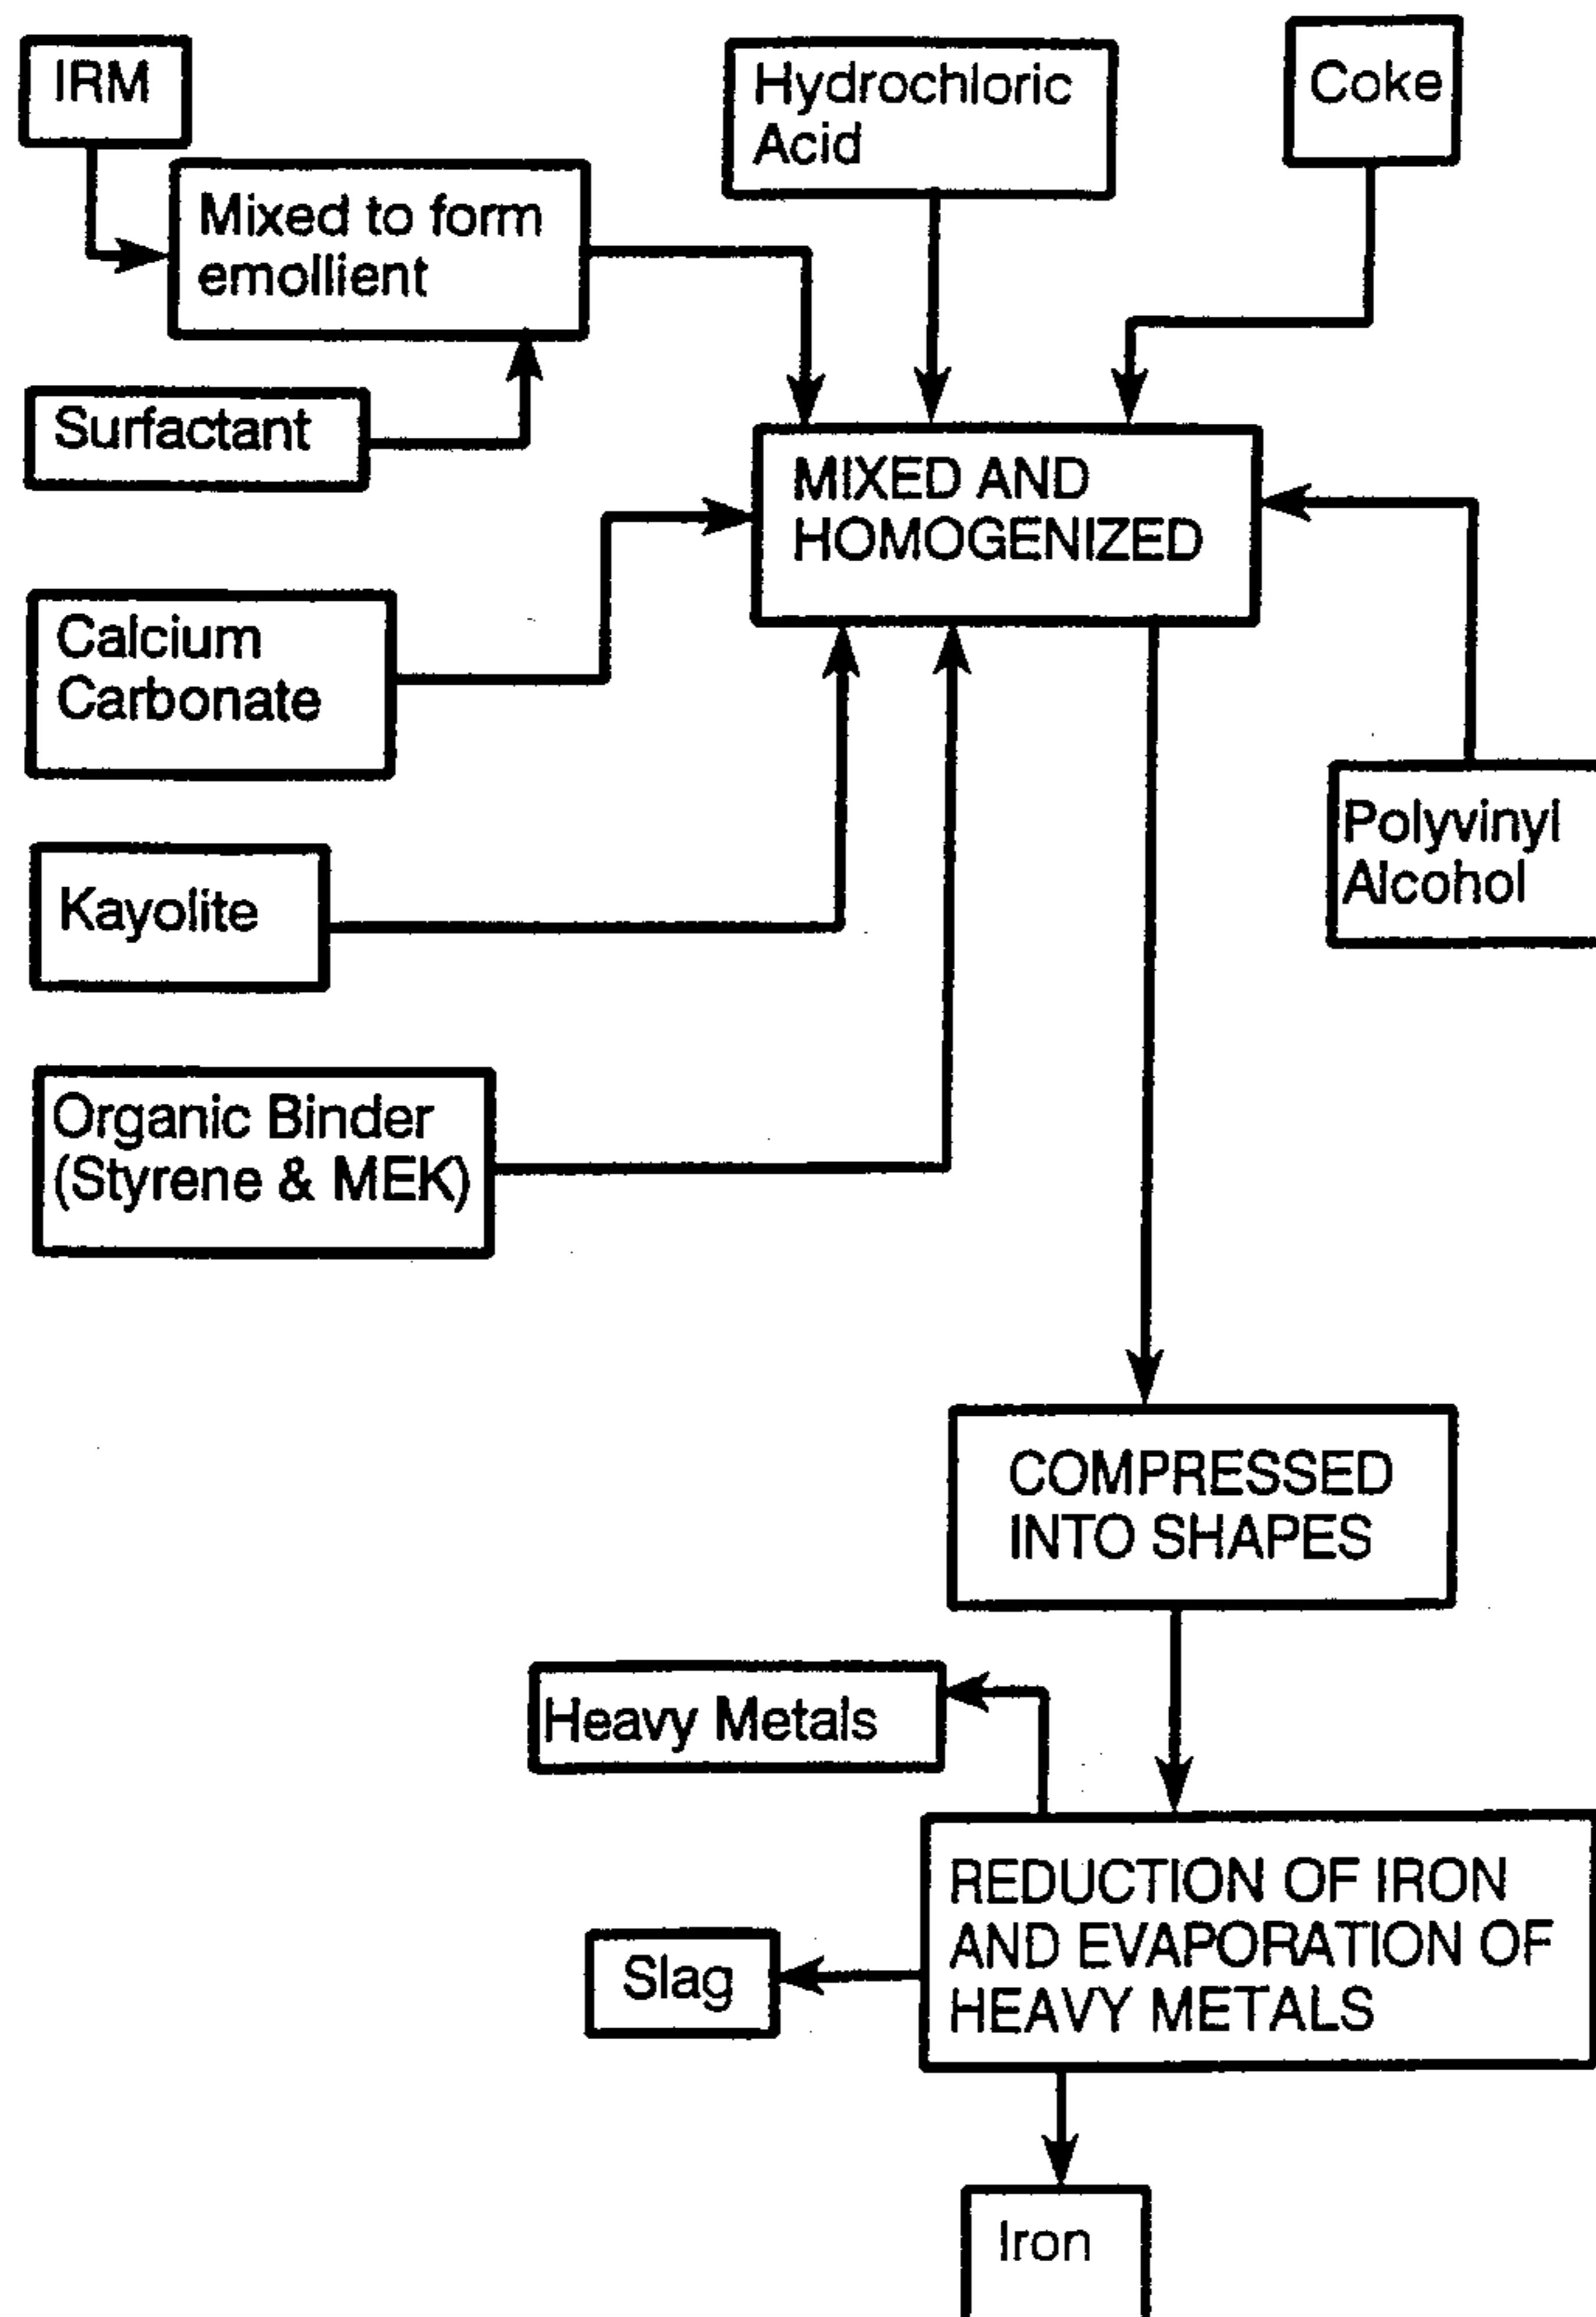 IRM
Hydrochloric
Acid
Coke
Mixed to form
emollient
Surfactant
MIXED AND
HOMOGENIZED
Calcium
Carbonate
Polyvinyl
Alcohol
Kayolite
Organic Binder
(Styrene & MEK)
COMPRESSED
INTO SHAPES
Heavy Metals
REDUCTION OF IRON
AND EVAPORATION OF
HEAVY METALS
Slag
Iron